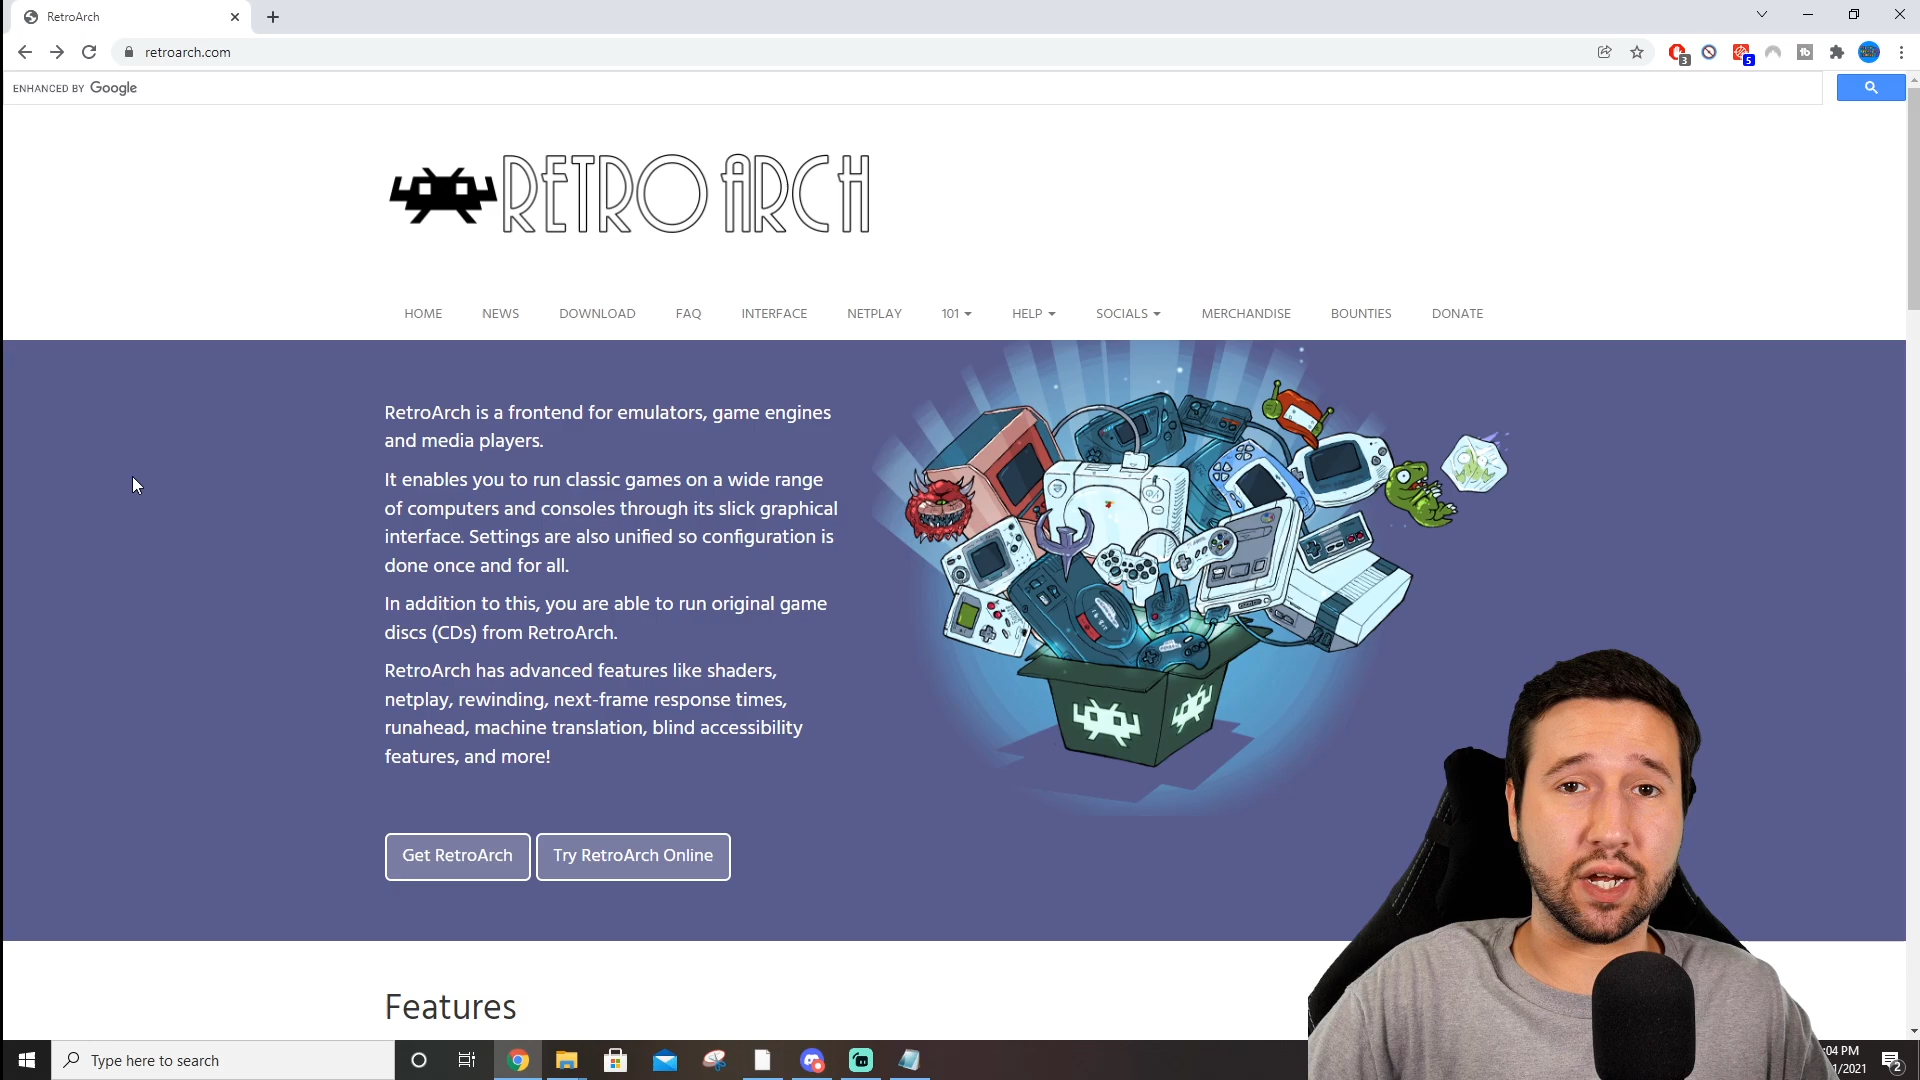 RetroArch
retroarch.com
3
5
ENHANCED BY Google
RETROARCH
HOME
NEWS
DOWNLOAD
FAQ
INTERFACE
NETPLAY
101
HELP
SOCIALS
MERCHANDISE
BOUNTIES
DONATE
RetroArch is a frontend for emulators, game engines
and media players.
It enables you to run classic games on a wide range
of computers and consoles through its slick graphical
interface. Settings are also unified so configuration is
done once and for all.
In addition to this, you are able to run original game
discs (CDs) from RetroArch.
RetroArch has advanced features like shaders,
netplay, rewinding, next-frame response times,
runahead, machine translation, blind accessibility
features, and more!
Get RetroArch
Try RetroArch Online
Features
Type here to search
:04 PM
1/2021
2